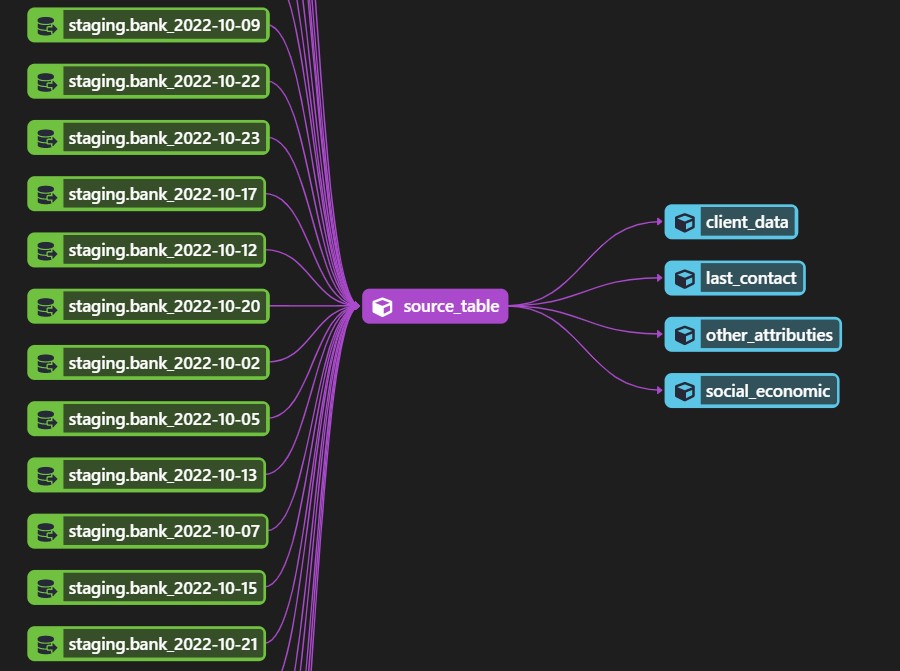 staging.bank_2022-10-09
staging.bank_2022-10-22
staging.bank_2022-10-23
staging.bank_2022-10-17
staging.bank_2022-10-12
staging.bank_2022-10-20
staging.bank_2022-10-02
staging.bank_2022-10-05
staging.bank_2022-10-13
staging.bank_2022-10-07
staging.bank_2022-10-15
staging.bank_2022-10-21
source_table
client_data
last_contact
other_attributies
social_economic